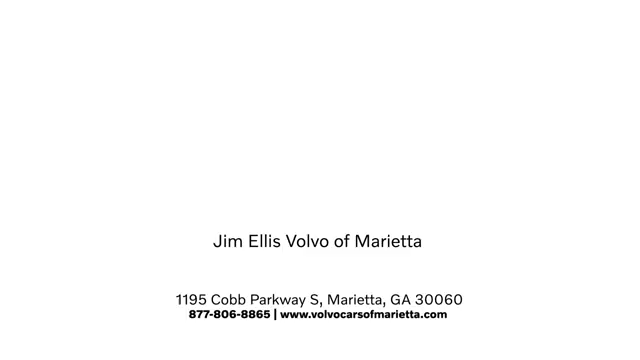 Jim Ellis Volvo of Marietta
1195 Cobb Parkway S, Marietta, GA 30060
877-806-8865 | www.volvocarsofmarietta.com